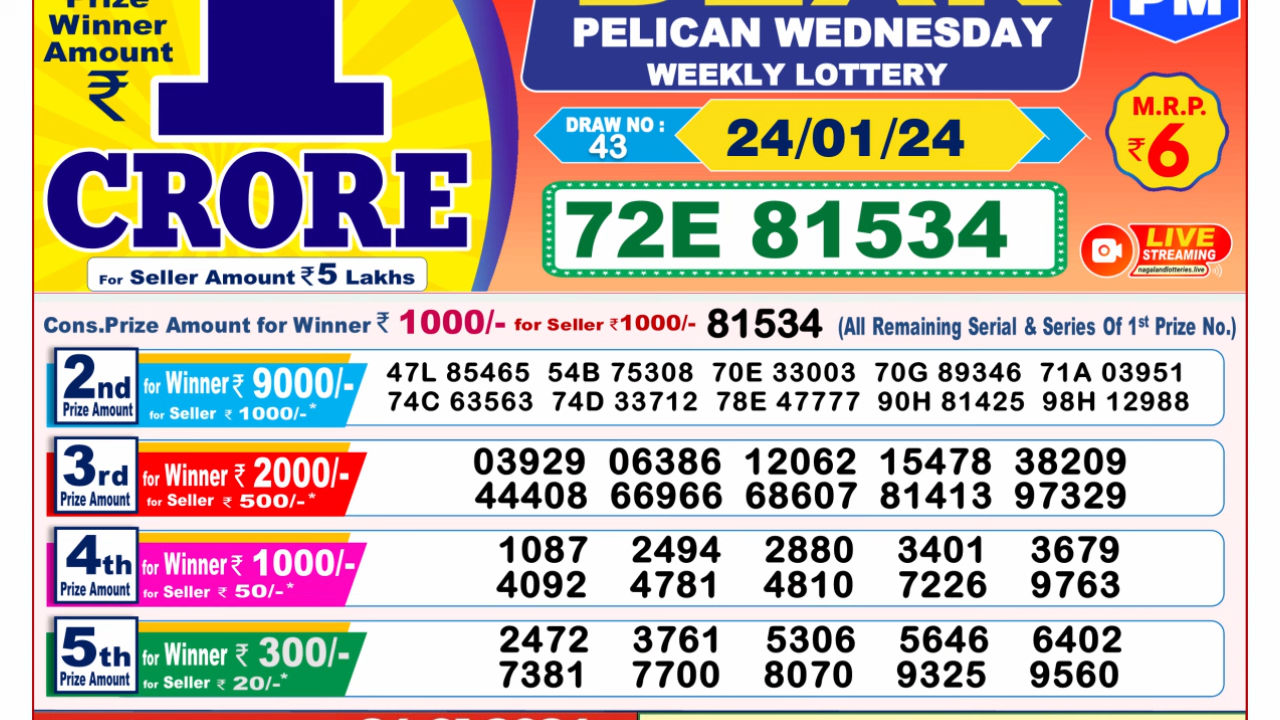 Prize
Winner
Amount
₹
1
CRORE
For Seller Amount ₹5 Lakhs
DEAR
PELICAN WEDNESDAY
WEEKLY LOTTERY
PM
DRAW NO :
43
24/01/24
M.R.P.
₹6
72E 81534
LIVE
STREAMING
nagalandlotteries.live
Cons.Prize Amount for Winner ₹ 1000/- for Seller ₹1000/- 81534 (All Remaining Serial & Series Of 1st Prize No.)
2nd
Prize Amount
for Winner ₹ 9000/-
for Seller ₹ 1000/-*
47L 85465 54B 75308 70E 33003 70G 89346 71A 03951
74C 63563 74D 33712 78E 47777 90H 81425 98H 12988
3rd
Prize Amount
for Winner ₹ 2000/-
for Seller ₹ 500/-*
03929 06386 12062 15478 38209
44408 66966 68607 81413 97329
4th
Prize Amount
for Winner ₹ 1000/-
for Seller ₹ 50/-*
1087 2494 2880 3401 3679
4092 4781 4810 7226 9763
5th
Prize Amount
for Winner ₹ 300/-
for Seller ₹ 20/-*
2472 3761 5306 5646 6402
7381 7700 8070 9325 9560